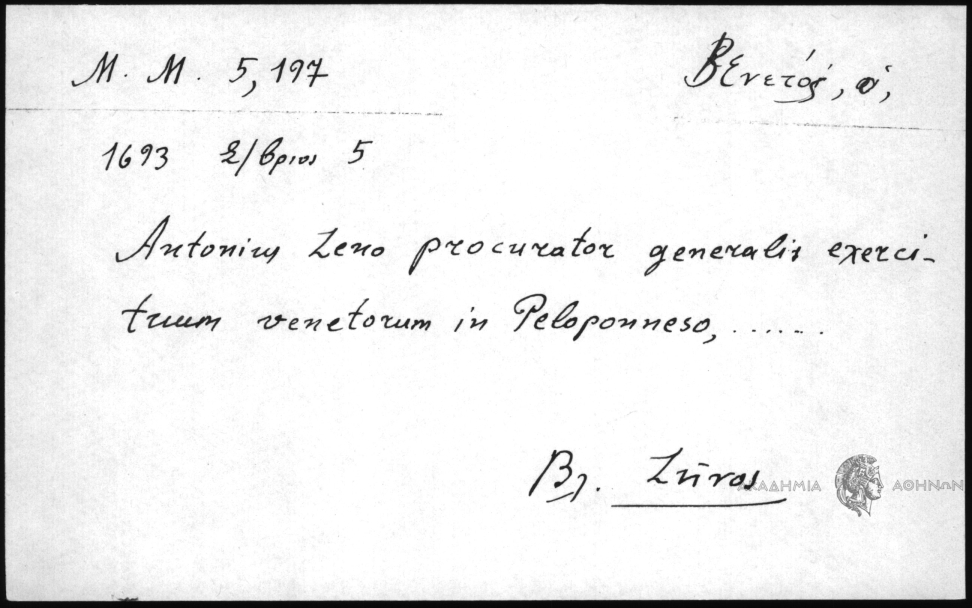 M. M. 5, 197
Βενετός, ὁ,
1693 Σ/βριος 5
Antonius Zeno procurator generalis exerci-
tuum venetorum in Peloponneso, .......
Βλ. Ζῆνος
ΑΚΑΔΗΜΙΑ ΑΘΗΝΩΝ